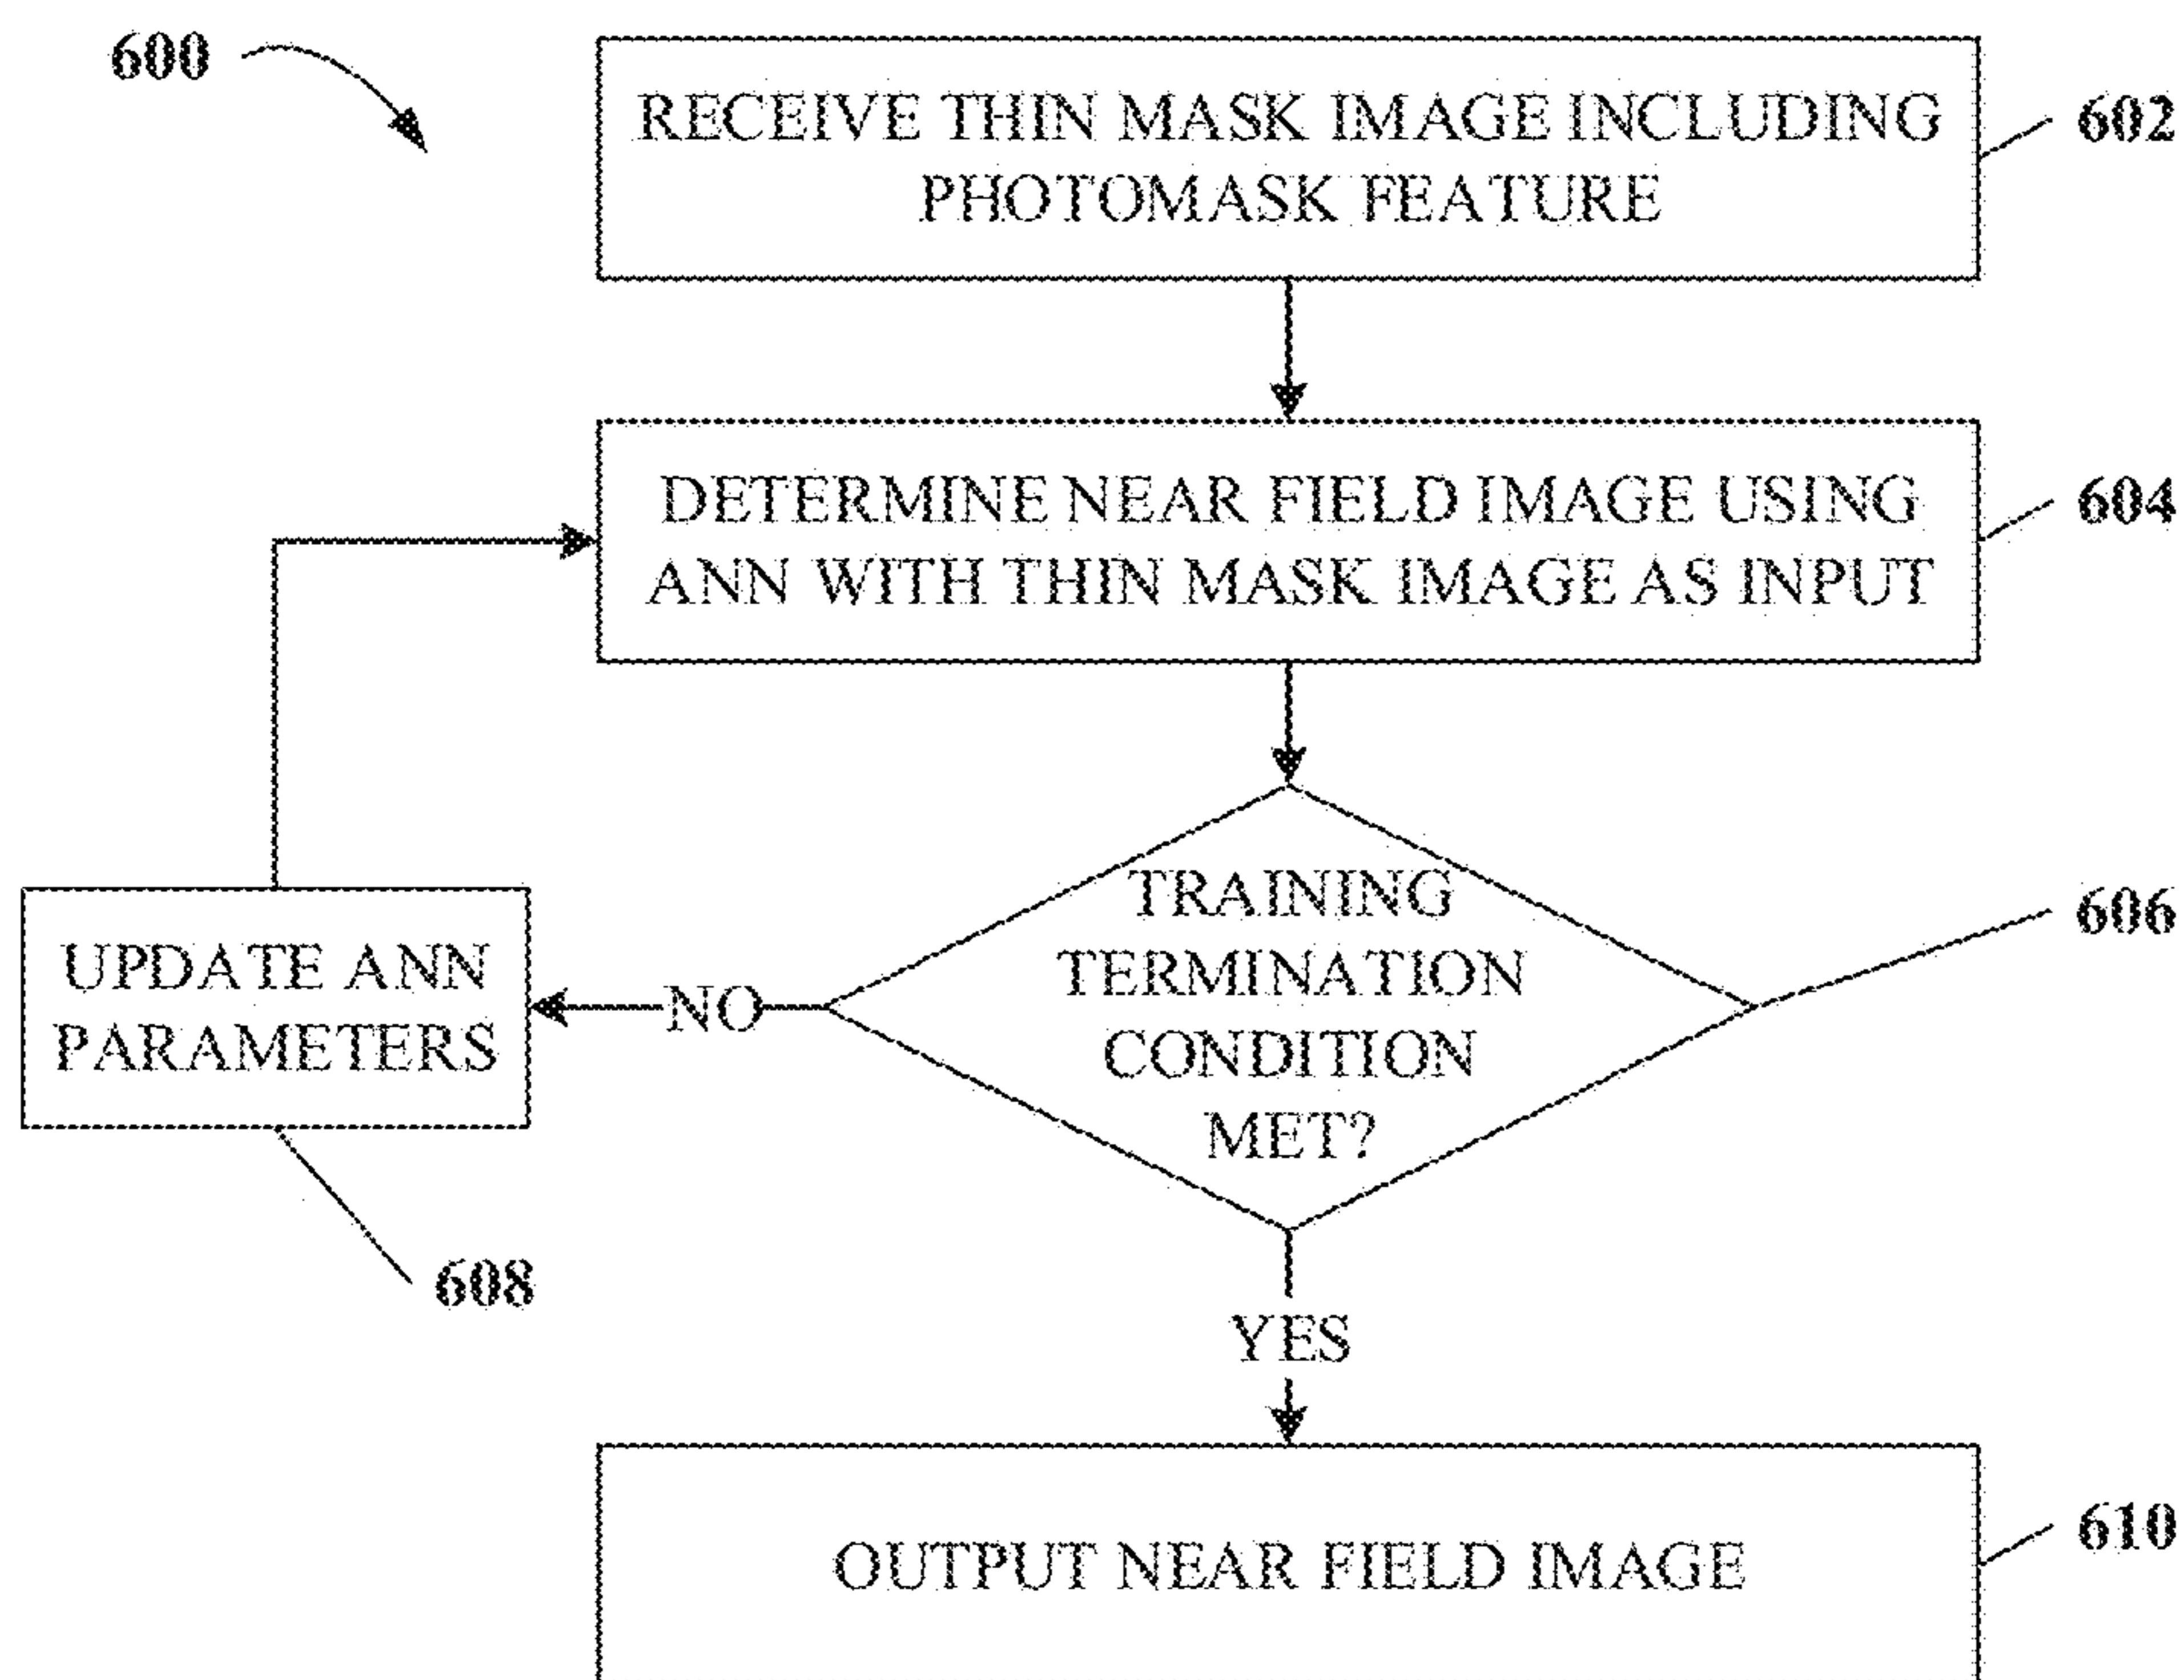 600
RECEIVE THIN MASK IMAGE INCLUDING
PHOTOMASK FEATURE
602
DETERMINE NEAR FIELD IMAGE USING
ANN WITH THIN MASK IMAGE AS INPUT
604
TRAINING
TERMINATION
CONDITION
MET?
606
NO
UPDATE ANN
PARAMETERS
608
YES
OUTPUT NEAR FIELD IMAGE
610